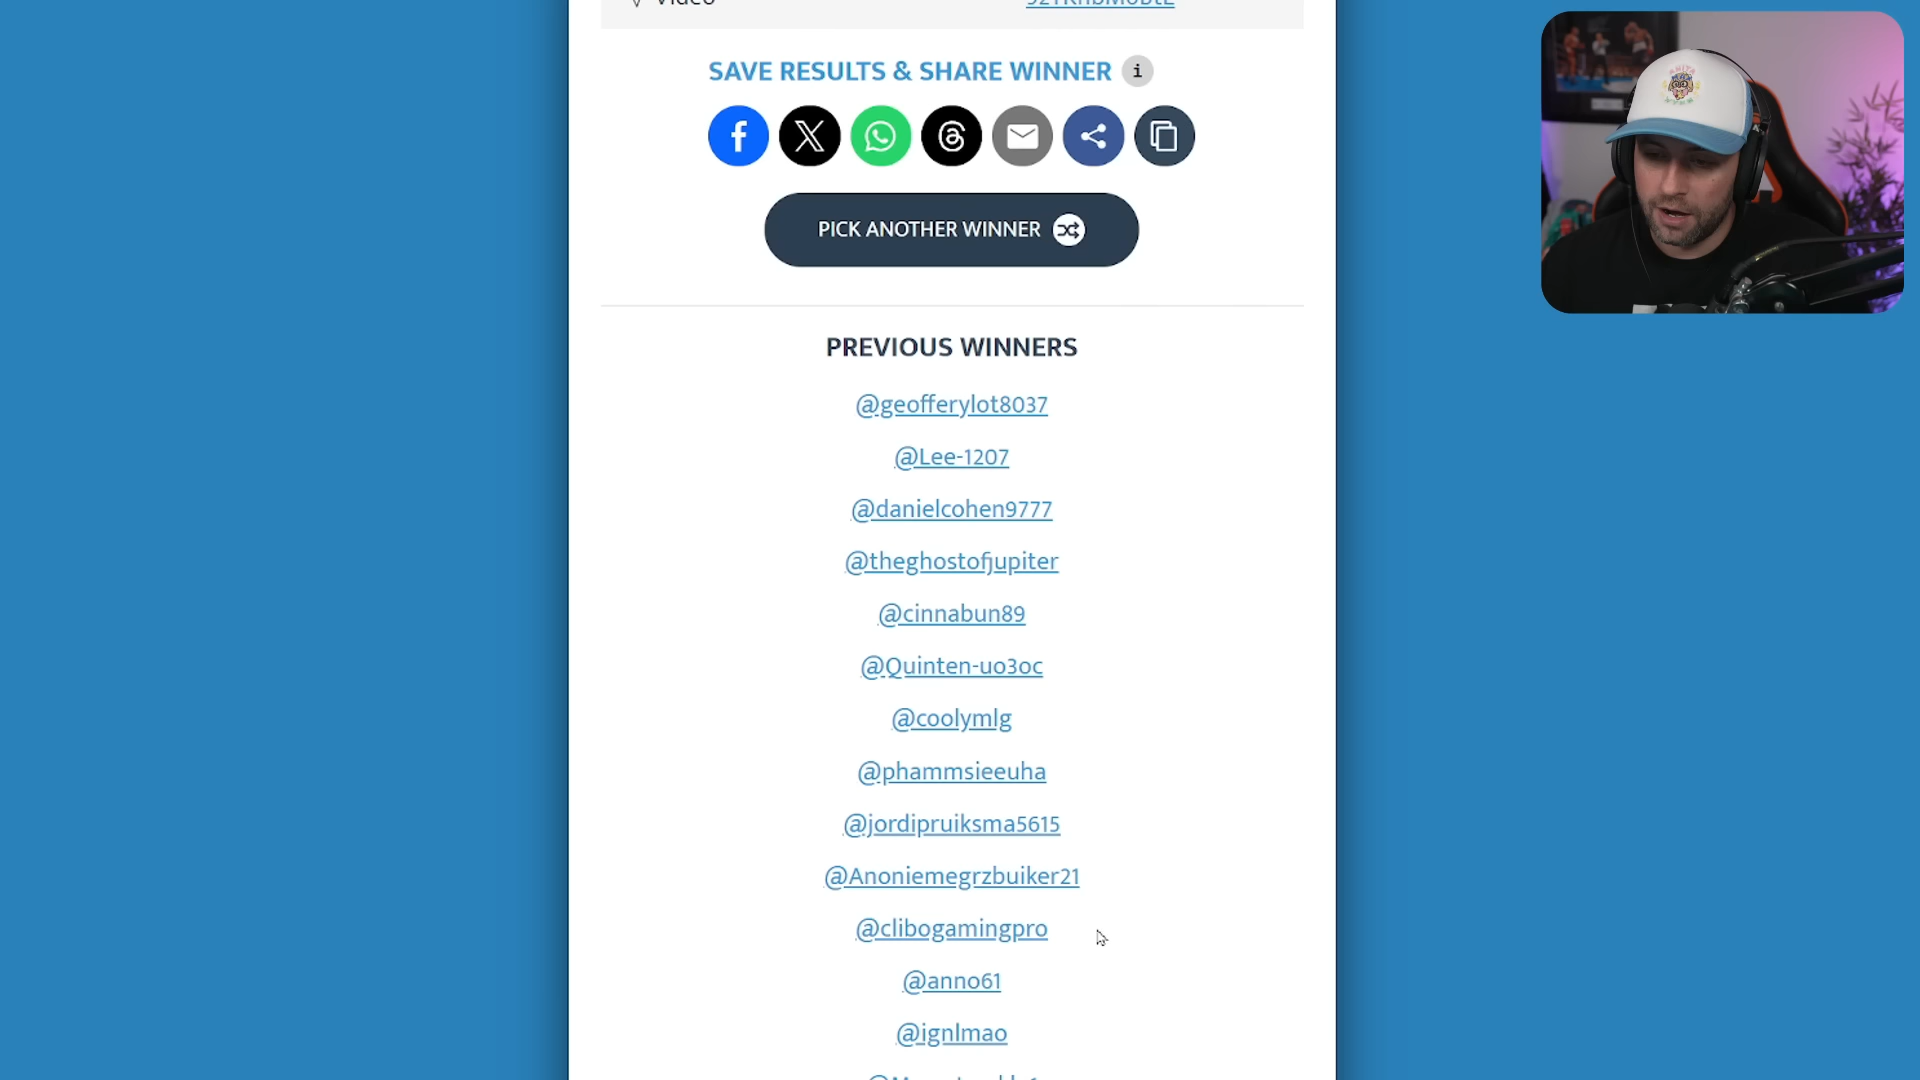 Video
SAVE RESULTS & SHARE WINNER i
PICK ANOTHER WINNER
PREVIOUS WINNERS
@geofferylot8037
@Lee-1207
@danielcohen9777
@theghostofjupiter
@cinnabun89
@Quinten-uo3oc
@coolymlg
@phammsieeuha
@jordipruiksma5615
@Anoniemegrzbuiker21
@clibogamingpro
@anno61
@ignlmao